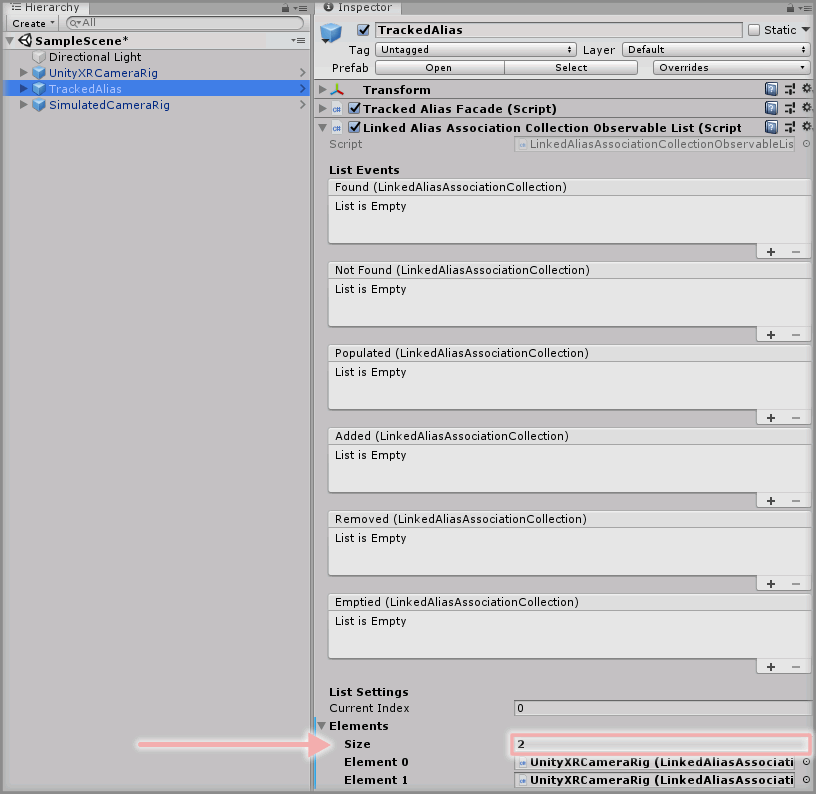 Hierarchy
Create
All
SampleScene*
Directional Light
UnityXRCameraRig
TrackedAlias
SimulatedCameraRig
Inspector
TrackedAlias
Static
Tag Untagged Layer Default
Prefab Open Select Overrides
Transform
Tracked Alias Facade (Script)
Linked Alias Association Collection Observable List (Script
Script LinkedAliasAssociationCollectionObservableLis
List Events
Found (LinkedAliasAssociationCollection)
List is Empty
+ −
Not Found (LinkedAliasAssociationCollection)
List is Empty
+ −
Populated (LinkedAliasAssociationCollection)
List is Empty
+ −
Added (LinkedAliasAssociationCollection)
List is Empty
+ −
Removed (LinkedAliasAssociationCollection)
List is Empty
+ −
Emptied (LinkedAliasAssociationCollection)
List is Empty
+ −
List Settings
Current Index 0
Elements
Size 2
Element 0 UnityXRCameraRig (LinkedAliasAssociati
Element 1 UnityXRCameraRig (LinkedAliasAssociati